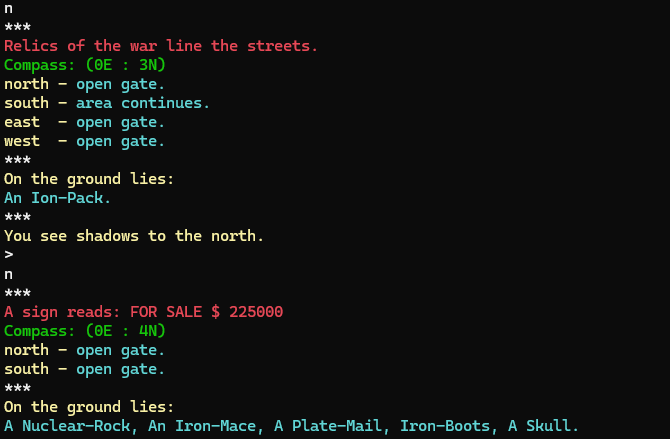 n
***
Relics of the war line the streets.
Compass: (0E : 3N)
north - open gate.
south - area continues.
east  - open gate.
west  - open gate.
***
On the ground lies:
An Ion-Pack.
***
You see shadows to the north.
>
n
***
A sign reads: FOR SALE $ 225000
Compass: (0E : 4N)
north - open gate.
south - open gate.
***
On the ground lies:
A Nuclear-Rock, An Iron-Mace, A Plate-Mail, Iron-Boots, A Skull.